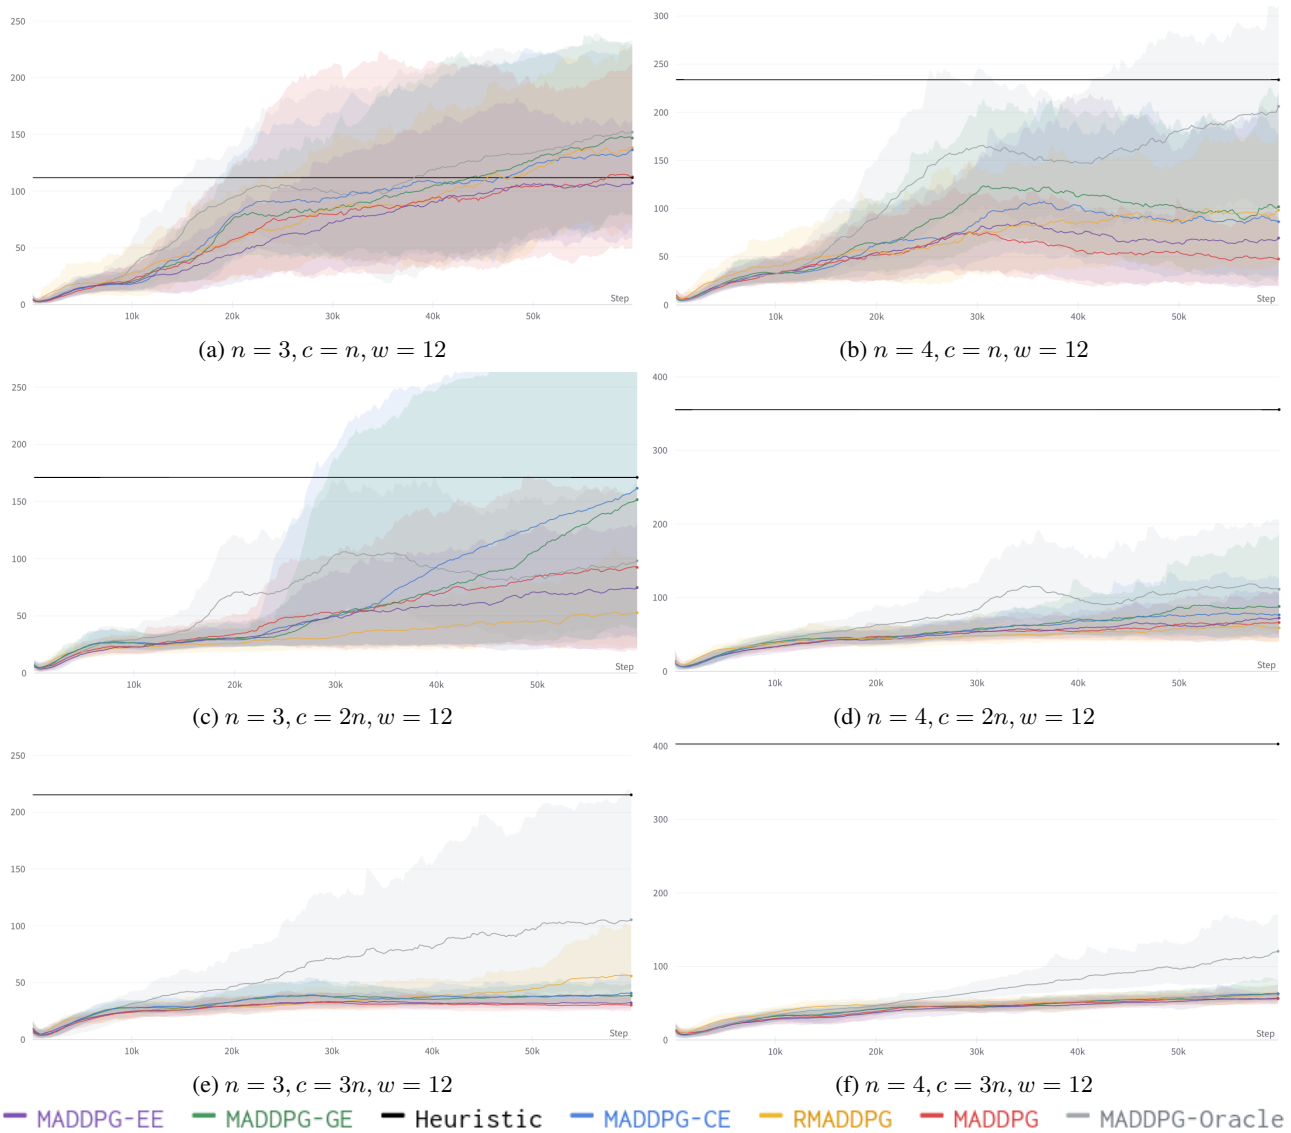 250
200
150
100
50
0
10k 20k 30k 40k 50k
Step
(a) n = 3, c = n, w = 12
300
250
200
150
100
50
0
10k 20k 30k 40k 50k
Step
(b) n = 4, c = n, w = 12
250
200
150
100
50
0
10k 20k 30k 40k 50k
Step
(c) n = 3, c = 2n, w = 12
400
300
200
100
0
10k 20k 30k 40k 50k
Step
(d) n = 4, c = 2n, w = 12
250
200
150
100
50
0
10k 20k 30k 40k 50k
Step
(e) n = 3, c = 3n, w = 12
400
300
200
100
0
10k 20k 30k 40k 50k
Step
(f) n = 4, c = 3n, w = 12
MADDPG-EE MADDPG-GE Heuristic MADDPG-CE RMADDPG MADDPG MADDPG-Oracle